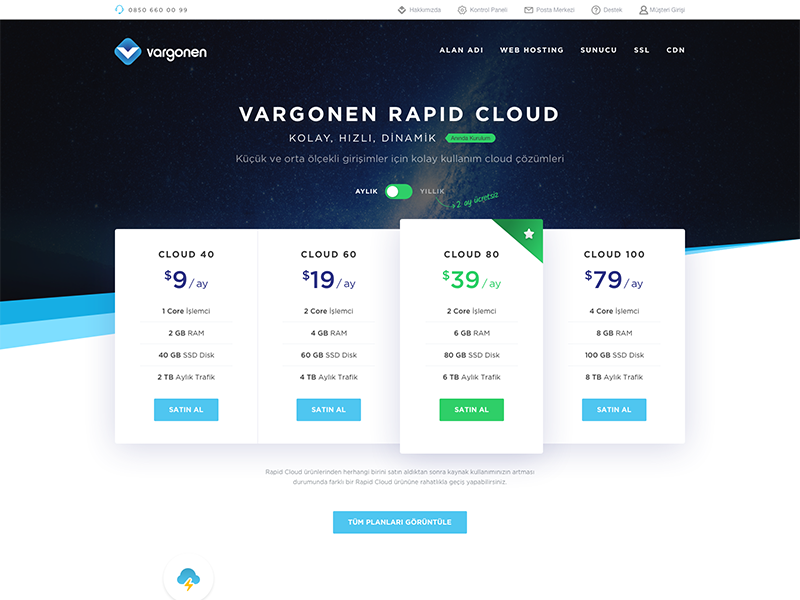 0850 660 00 99
Hakkımızda
Kontrol Paneli
Posta Merkezi
Destek
Müşteri Girişi
vargonen
ALAN ADI
WEB HOSTING
SUNUCU
SSL
CDN
VARGONEN RAPID CLOUD
KOLAY, HIZLI, DİNAMİK
Anında Kurulum
Küçük ve orta ölçekli girişimler için kolay kullanım cloud çözümleri
AYLIK
YILLIK
+2 ay ücretsiz
CLOUD 40
$9/ay
1 Core İşlemci
2 GB RAM
40 GB SSD Disk
2 TB Aylık Trafik
SATIN AL
CLOUD 60
$19/ay
2 Core İşlemci
4 GB RAM
60 GB SSD Disk
4 TB Aylık Trafik
SATIN AL
CLOUD 80
$39/ay
2 Core İşlemci
6 GB RAM
80 GB SSD Disk
6 TB Aylık Trafik
SATIN AL
CLOUD 100
$79/ay
4 Core İşlemci
8 GB RAM
100 GB SSD Disk
8 TB Aylık Trafik
SATIN AL
Rapid Cloud ürünlerinden herhangi birini satın aldıktan sonra kaynak kullanımınızın artması
durumunda farklı bir Rapid Cloud ürününe rahatlıkla geçiş yapabilirsiniz.
TÜM PLANLARI GÖRÜNTÜLE